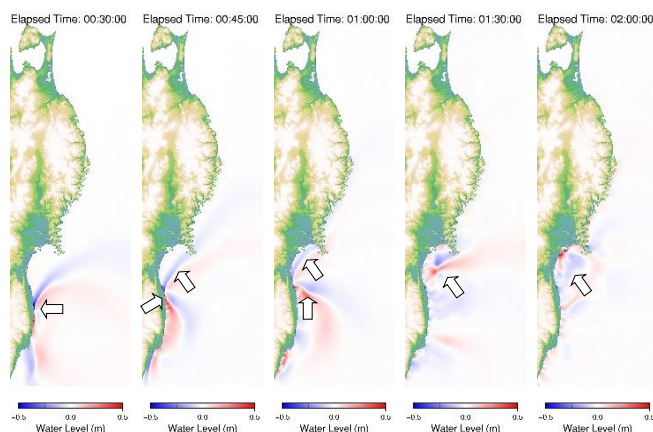 Elapsed Time: 00:30:00
Elapsed Time: 00:45:00
Elapsed Time: 01:00:00
Elapsed Time: 01:30:00
Elapsed Time: 02:00:00
−0.5 0.0 0.5
−0.5 0.0 0.5
−0.5 0.0 0.5
−0.5 0.0 0.5
−0.5 0.0 0.5
Water Level (m)
Water Level (m)
Water Level (m)
Water Level (m)
Water Level (m)